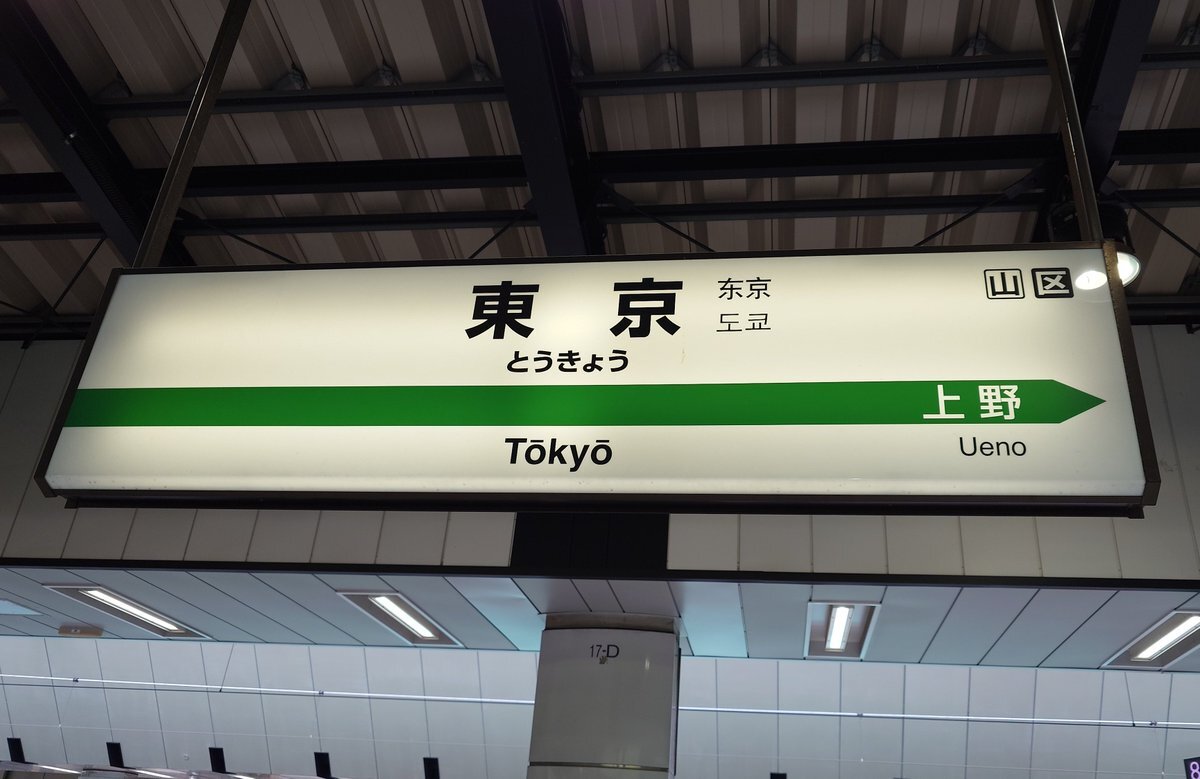 東京
东京
도쿄
とうきょう
山 区
上野
Tōkyō
Ueno
17-D